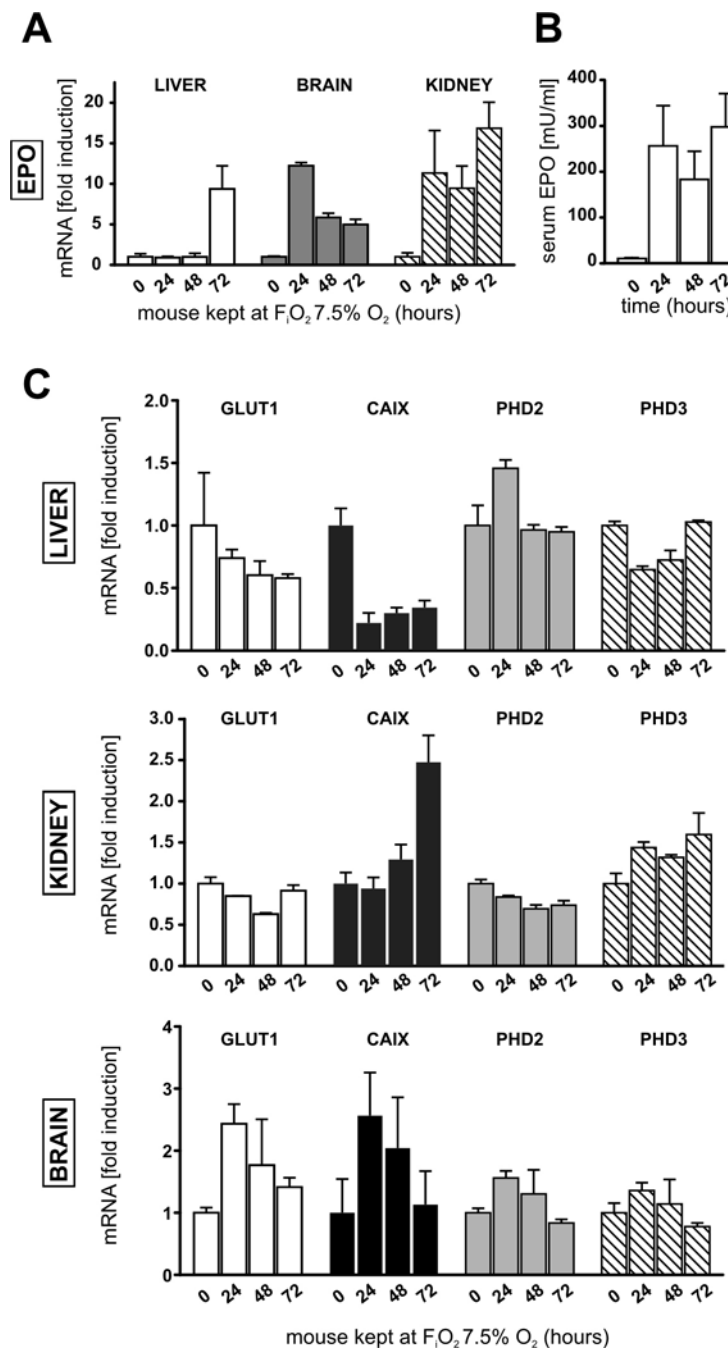 A
B
LIVER BRAIN KIDNEY
EPO
mRNA [fold induction]
20
15
10
5
0
0 24 48 72 0 24 48 72 0 24 48 72
mouse kept at FiO2 7.5% O2 (hours)
serum EPO [mU/ml]
400
300
200
100
0
0 24 48 72
time (hours)
C
LIVER
mRNA [fold induction]
2.0
1.5
1.0
0.5
0.0
GLUT1 CAIX PHD2 PHD3
0 24 48 72 0 24 48 72 0 24 48 72 0 24 48 72
KIDNEY
mRNA [fold induction]
3.0
2.5
2.0
1.5
1.0
0.5
0.0
GLUT1 CAIX PHD2 PHD3
0 24 48 72 0 24 48 72 0 24 48 72 0 24 48 72
BRAIN
mRNA [fold induction]
4
3
2
1
0
GLUT1 CAIX PHD2 PHD3
0 24 48 72 0 24 48 72 0 24 48 72 0 24 48 72
mouse kept at FiO2 7.5% O2 (hours)